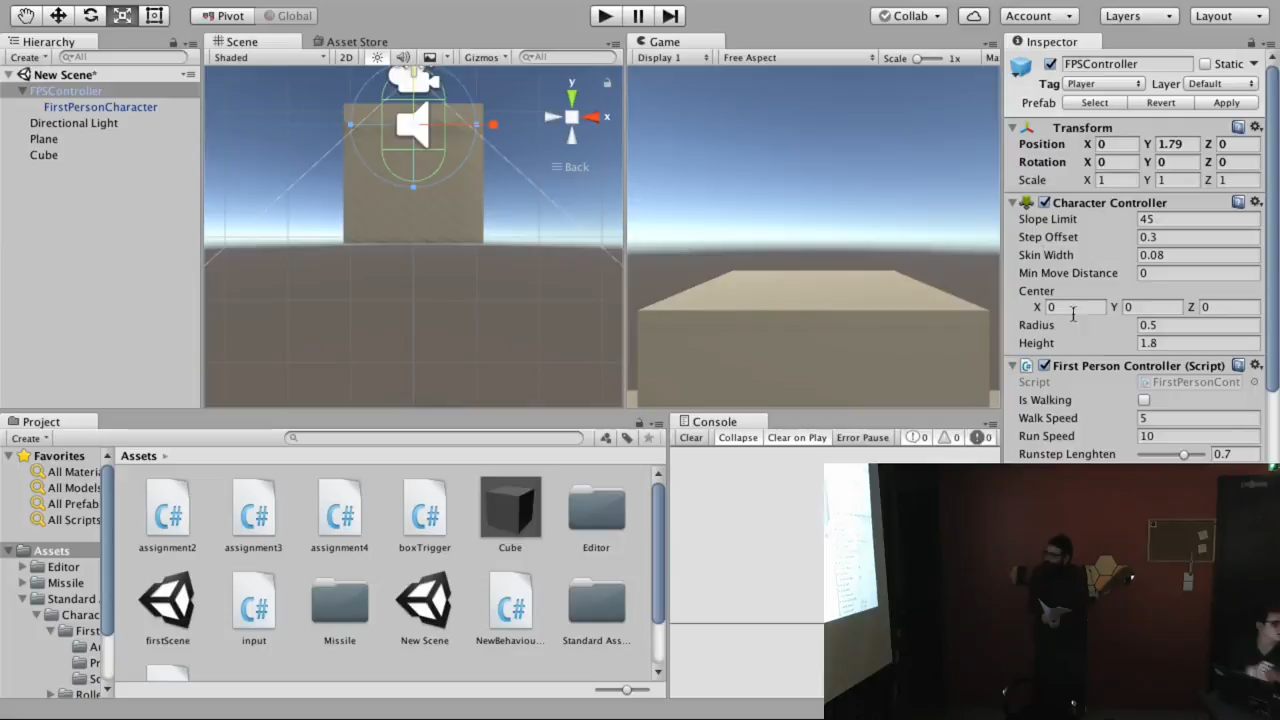 Pivot Global Collab Account Layers Layout
Hierarchy Scene Asset Store Game Inspector
Create All Shaded 2D Gizmos All Display 1 Free Aspect Scale 1x Ma
FPSController Static
Tag Player Layer Default
Prefab Select Revert Apply
New Scene*
FPSController
FirstPersonCharacter
Directional Light
Plane
Cube
y
x
Back
Transform
Position X 0 Y 1.79 Z 0
Rotation X 0 Y 0 Z 0
Scale X 1 Y 1 Z 1
Character Controller
Slope Limit 45
Step Offset 0.3
Skin Width 0.08
Min Move Distance 0
Center
X 0 Y 0 Z 0
Radius 0.5
Height 1.8
First Person Controller (Script)
Script FirstPersonCont
Is Walking
Walk Speed 5
Run Speed 10
Runstep Lenghten 0.7
Project Console
Create Clear Collapse Clear on Play Error Pause 0 0 0
Favorites
All Materia
All Models
All Prefab
All Scripts
Assets
Editor
Missile
Standard
Charac
First
A
Pr
Sc
Rolle
Assets
assignment2 assignment3 assignment4 boxTrigger Cube Editor
firstScene input Missile New Scene NewBehaviou... Standard Ass...